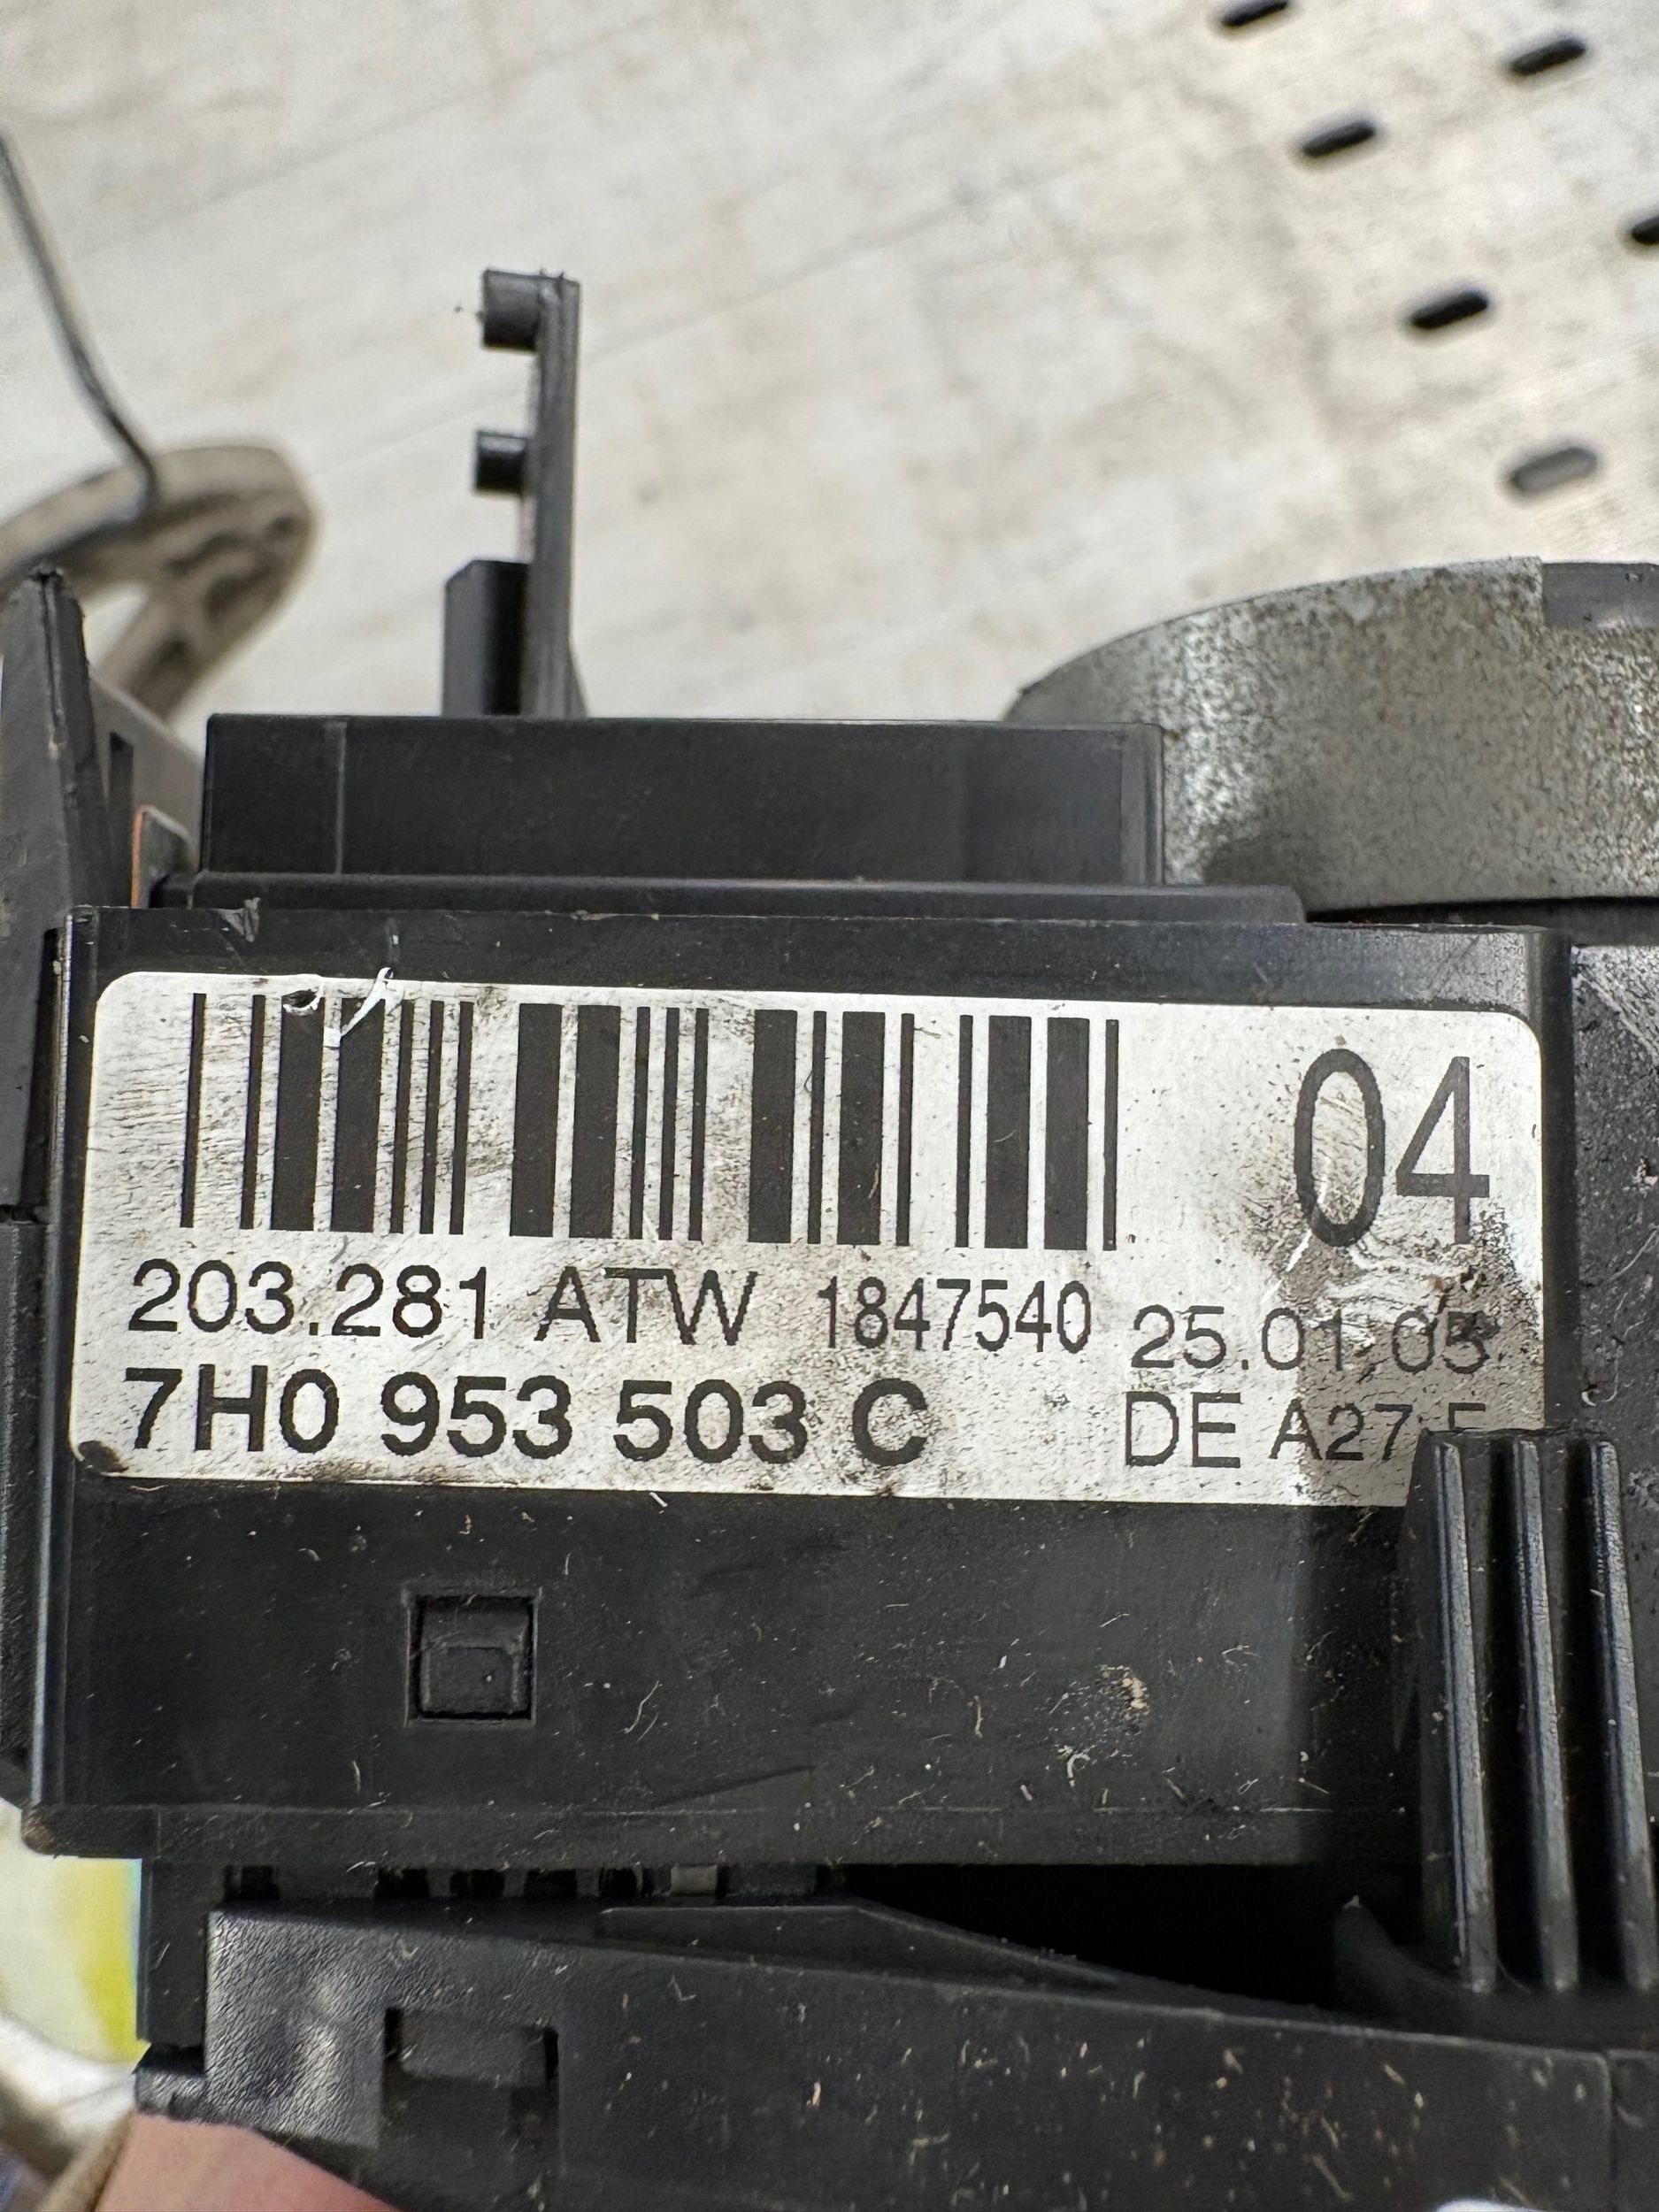 04
203.281 ATW 1847540 25.01.05
7H0 953 503 C DE A27